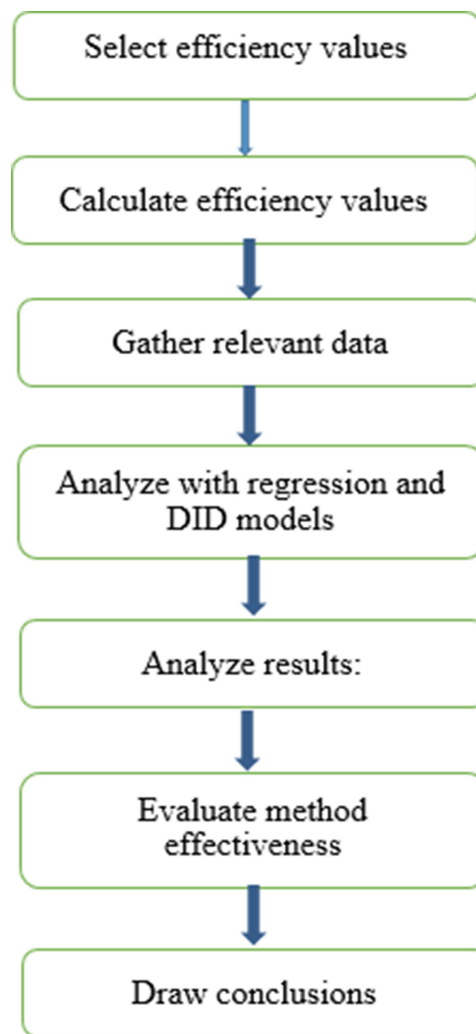 Select efficiency values
Calculate efficiency values
Gather relevant data
Analyze with regression and
DID models
Analyze results:
Evaluate method
effectiveness
Draw conclusions